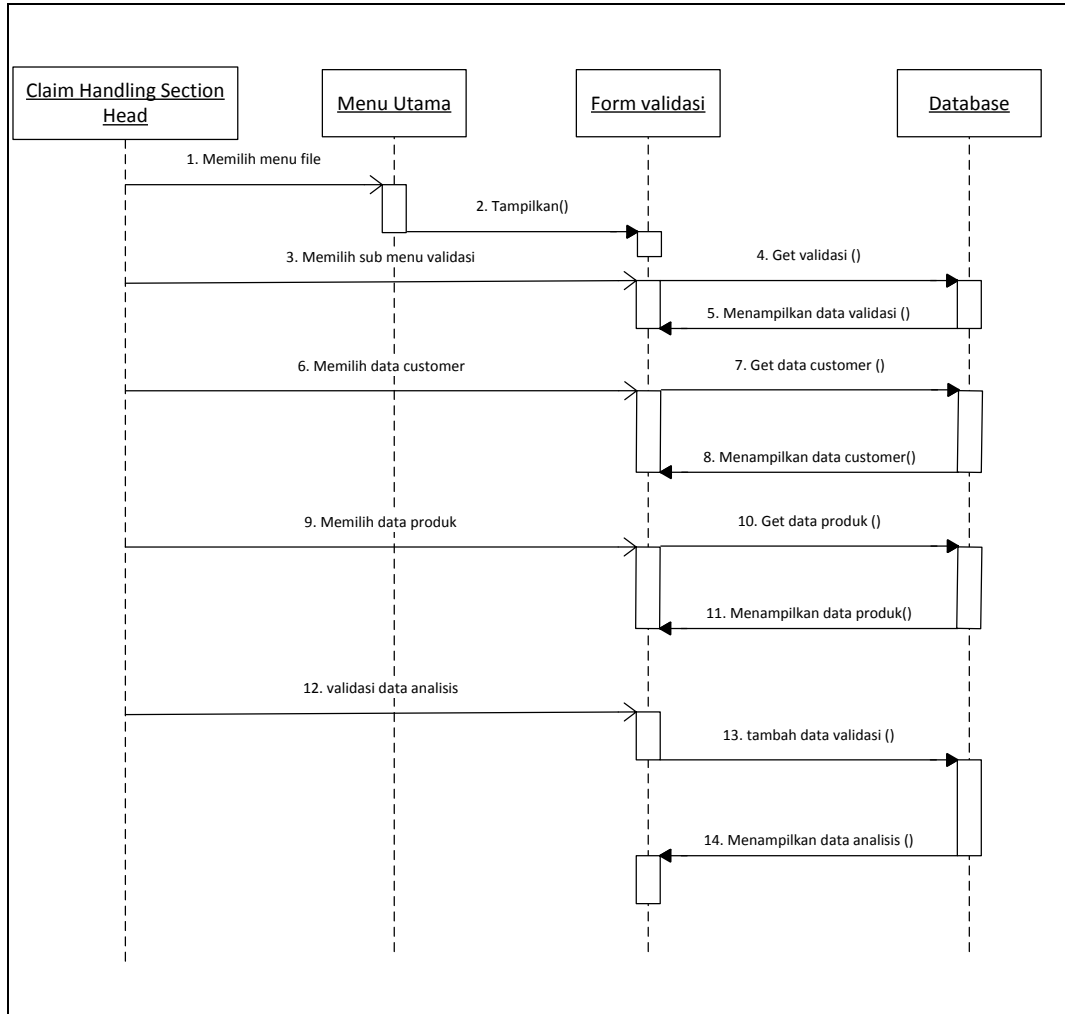 Claim Handling Section
Head
Menu Utama
Form validasi
Database
1. Memilih menu file
2. Tampilkan()
3. Memilih sub menu validasi
4. Get validasi ()
5. Menampilkan data validasi ()
6. Memilih data customer
7. Get data customer ()
8. Menampilkan data customer()
9. Memilih data produk
10. Get data produk ()
11. Menampilkan data produk()
12. validasi data analisis
13. tambah data validasi ()
14. Menampilkan data analisis ()